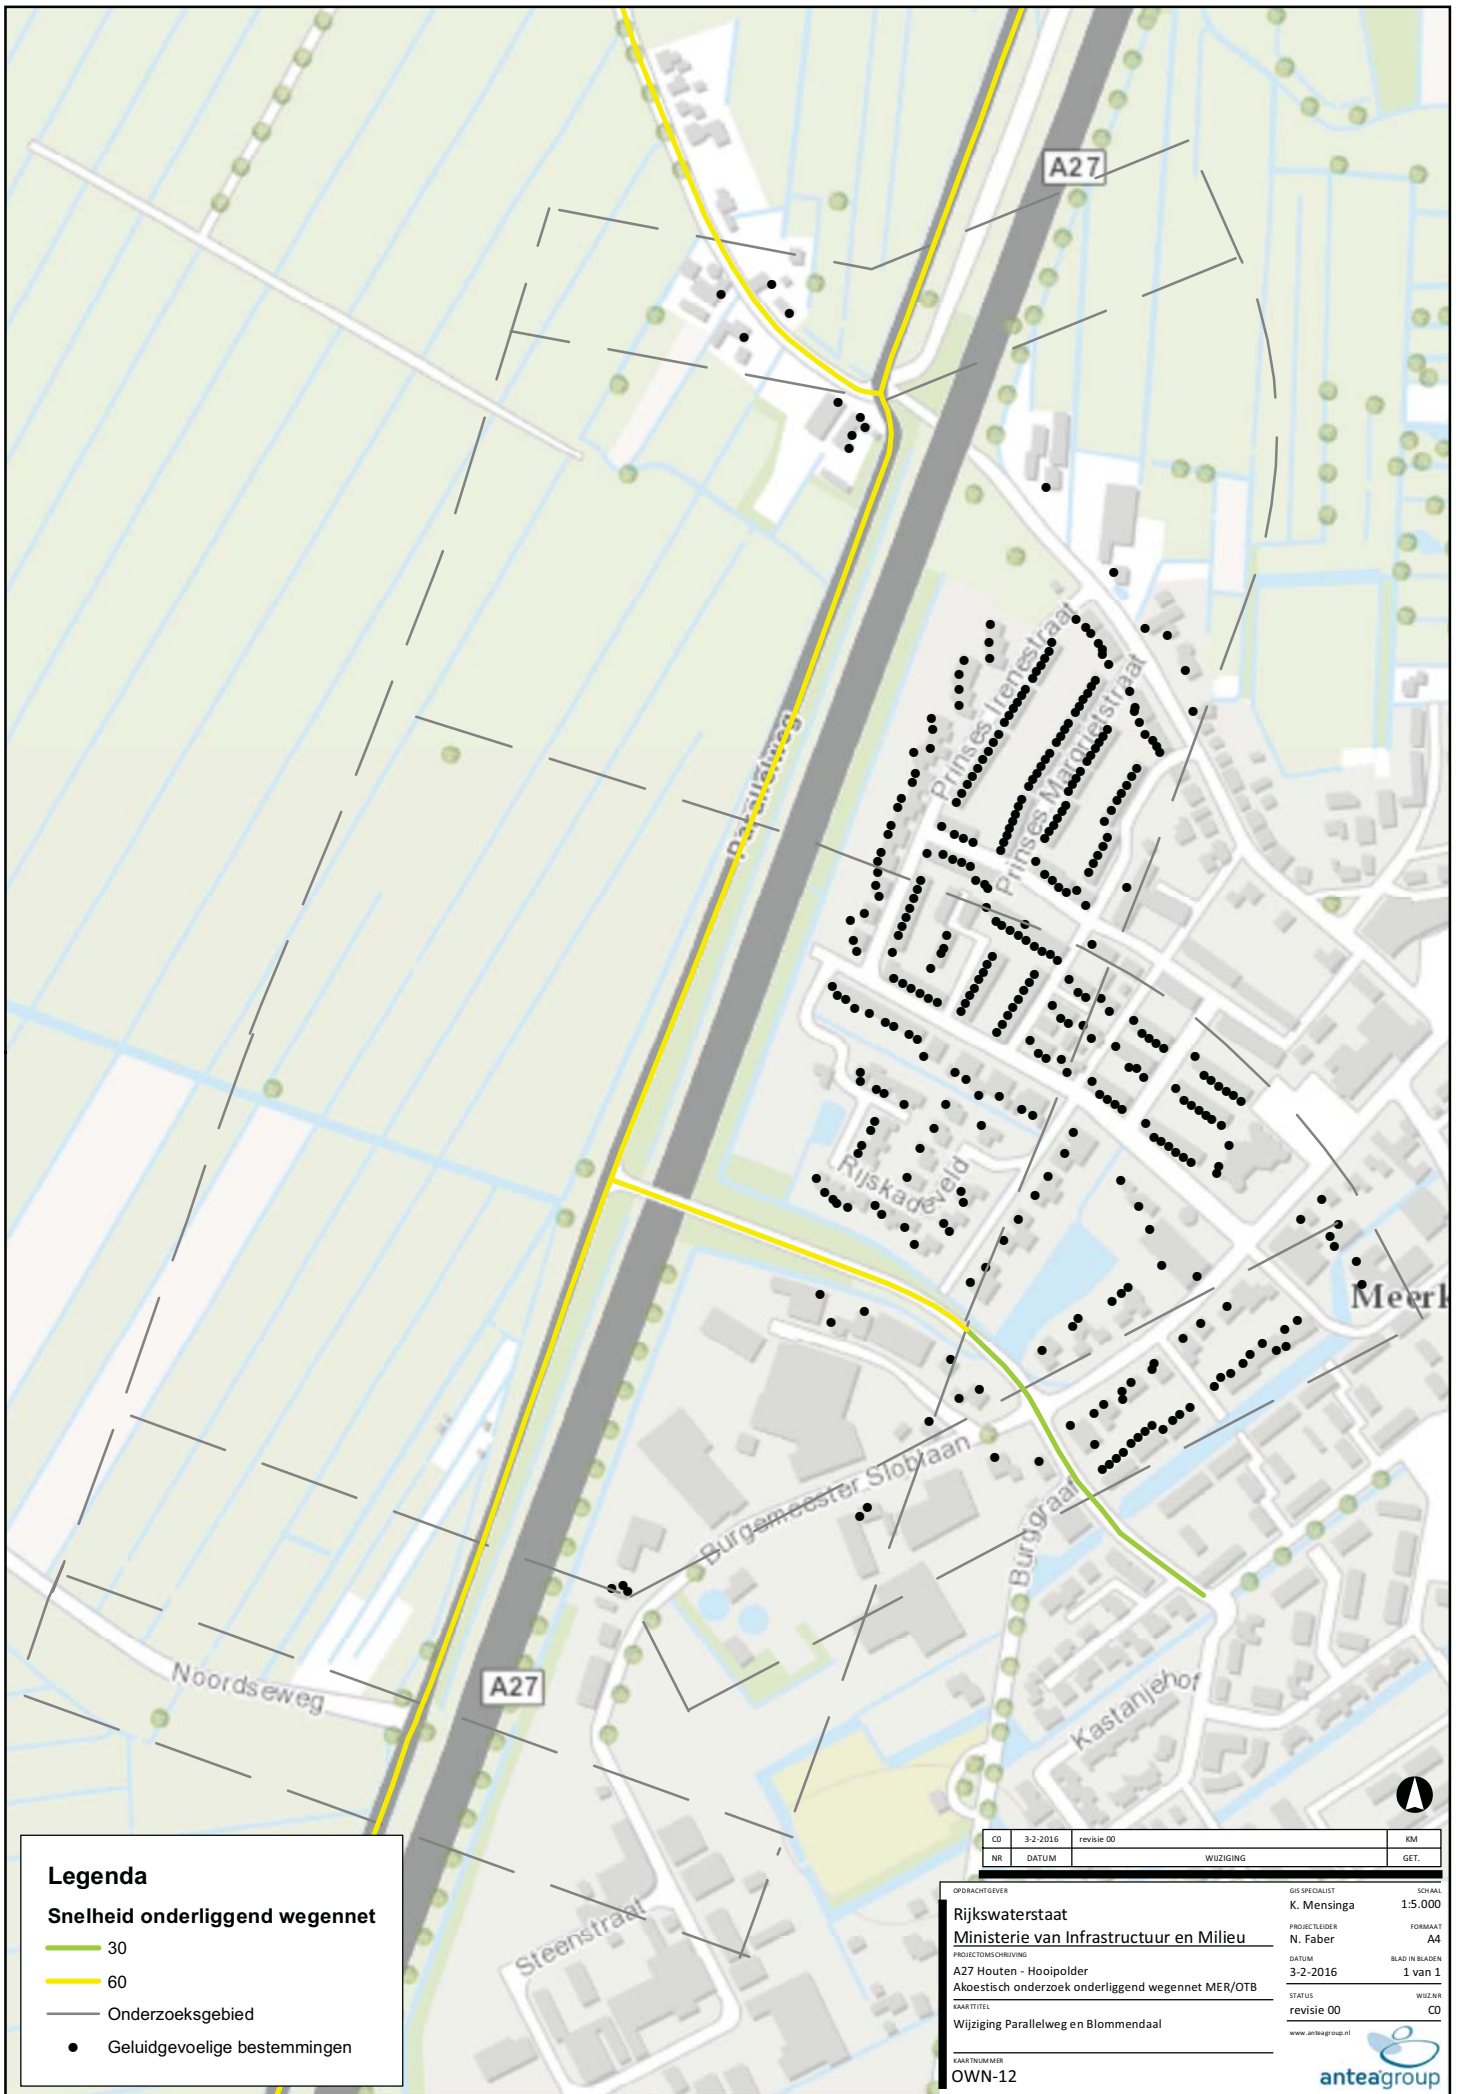 A27
Prinses Irenestraat
Prinses Margrietstraat
Parallelweg
Rijskadeveld
Meerk
Burgemeester Sloblaan
Burggraaf
Noordseweg
A27
Kastanjehof
Steenstraat
Legenda
Snelheid onderliggend wegennet
30
60
Onderzoeksgebied
Geluidgevoelige bestemmingen
C0 3-2-2016 revisie 00 KM
NR DATUM WIJZIGING GET.
OPDRACHTGEVER
Rijkswaterstaat
Ministerie van Infrastructuur en Milieu
PROJECTOMSCHRIJVING
A27 Houten - Hooipolder
Akoestisch onderzoek onderliggend wegennet MER/OTB
KAARTTITEL
Wijziging Parallelweg en Blommendaal
KAARTNUMMER
OWN-12
GIS SPECIALIST SCHAAL
K. Mensinga 1:5.000
PROJECTLEIDER FORMAAT
N. Faber A4
DATUM BLAD IN BLADEN
3-2-2016 1 van 1
STATUS WIJZ.NR
revisie 00 C0
www.anteagroup.nl
anteagroup